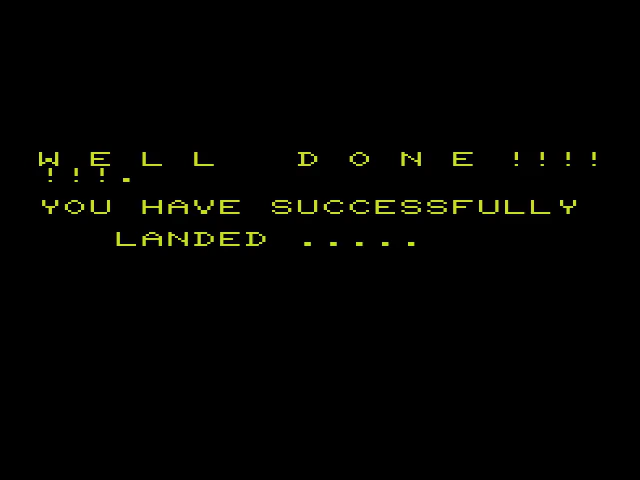 W E L L   D O N E !!!!
!!!.
YOU HAVE SUCCESSFULLY
LANDED .....